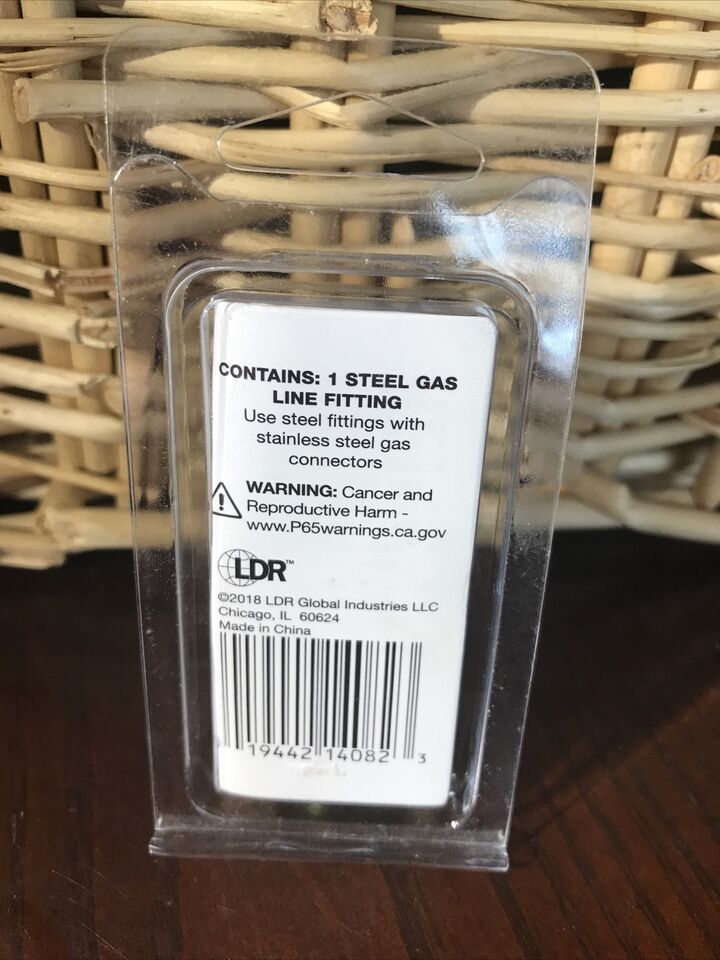 CONTAINS: 1 STEEL GAS
LINE FITTING
Use steel fittings with
stainless steel gas
connectors
WARNING: Cancer and
Reproductive Harm -
www.P65warnings.ca.gov
LDR™
©2018 LDR Global Industries LLC
Chicago, IL 60624
Made in China
19442 14082 3